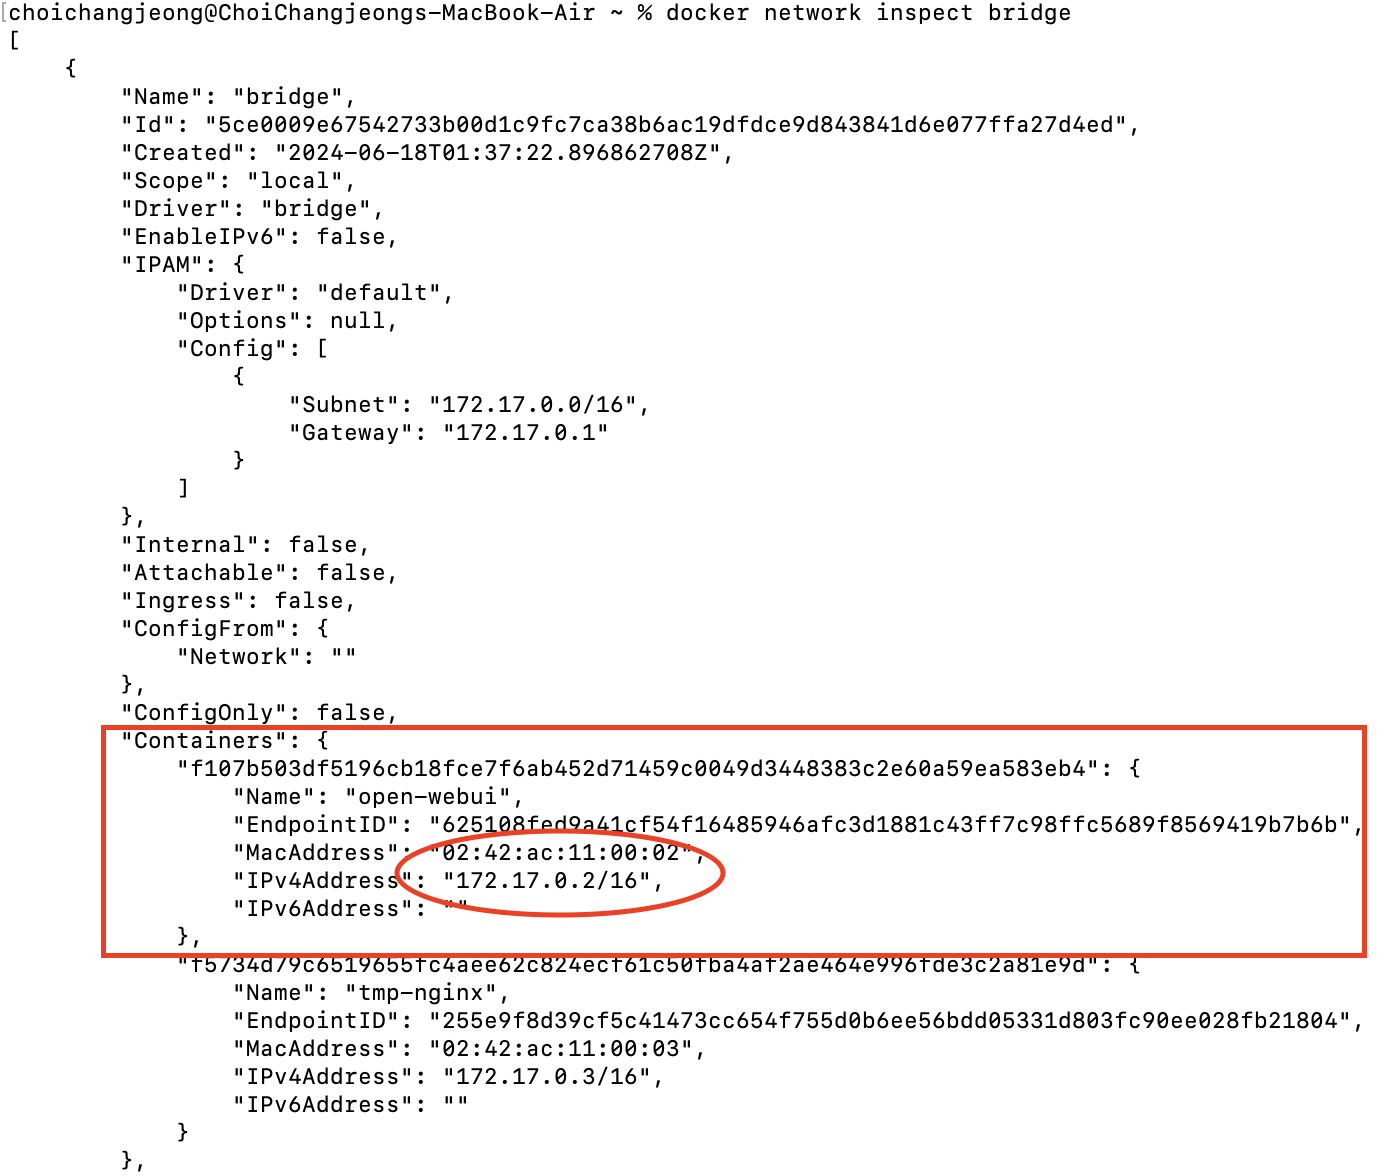 choichangjeong@ChoiChangjeongs-MacBook-Air ~ % docker network inspect bridge
[
    {
        "Name": "bridge",
        "Id": "5ce0009e67542733b00d1c9fc7ca38b6ac19dfdce9d843841d6e077ffa27d4ed",
        "Created": "2024-06-18T01:37:22.896862708Z",
        "Scope": "local",
        "Driver": "bridge",
        "EnableIPv6": false,
        "IPAM": {
            "Driver": "default",
            "Options": null,
            "Config": [
                {
                    "Subnet": "172.17.0.0/16",
                    "Gateway": "172.17.0.1"
                }
            ]
        },
        "Internal": false,
        "Attachable": false,
        "Ingress": false,
        "ConfigFrom": {
            "Network": ""
        },
        "ConfigOnly": false,
        "Containers": {
            "f107b503df5196cb18fce7f6ab452d71459c0049d3448383c2e60a59ea583eb4": {
                "Name": "open-webui",
                "EndpointID": "625108fed9a41cf54f16485946afc3d1881c43ff7c98ffc5689f8569419b7b6b",
                "MacAddress": "02:42:ac:11:00:02",
                "IPv4Address": "172.17.0.2/16",
                "IPv6Address": ""
            },
            "f5734d79c6519655fc4aee62c824ecf61c50fba4af2ae464e996fde3c2a81e9d": {
                "Name": "tmp-nginx",
                "EndpointID": "255e9f8d39cf5c41473cc654f755d0b6ee56bdd05331d803fc90ee028fb21804",
                "MacAddress": "02:42:ac:11:00:03",
                "IPv4Address": "172.17.0.3/16",
                "IPv6Address": ""
            }
        },